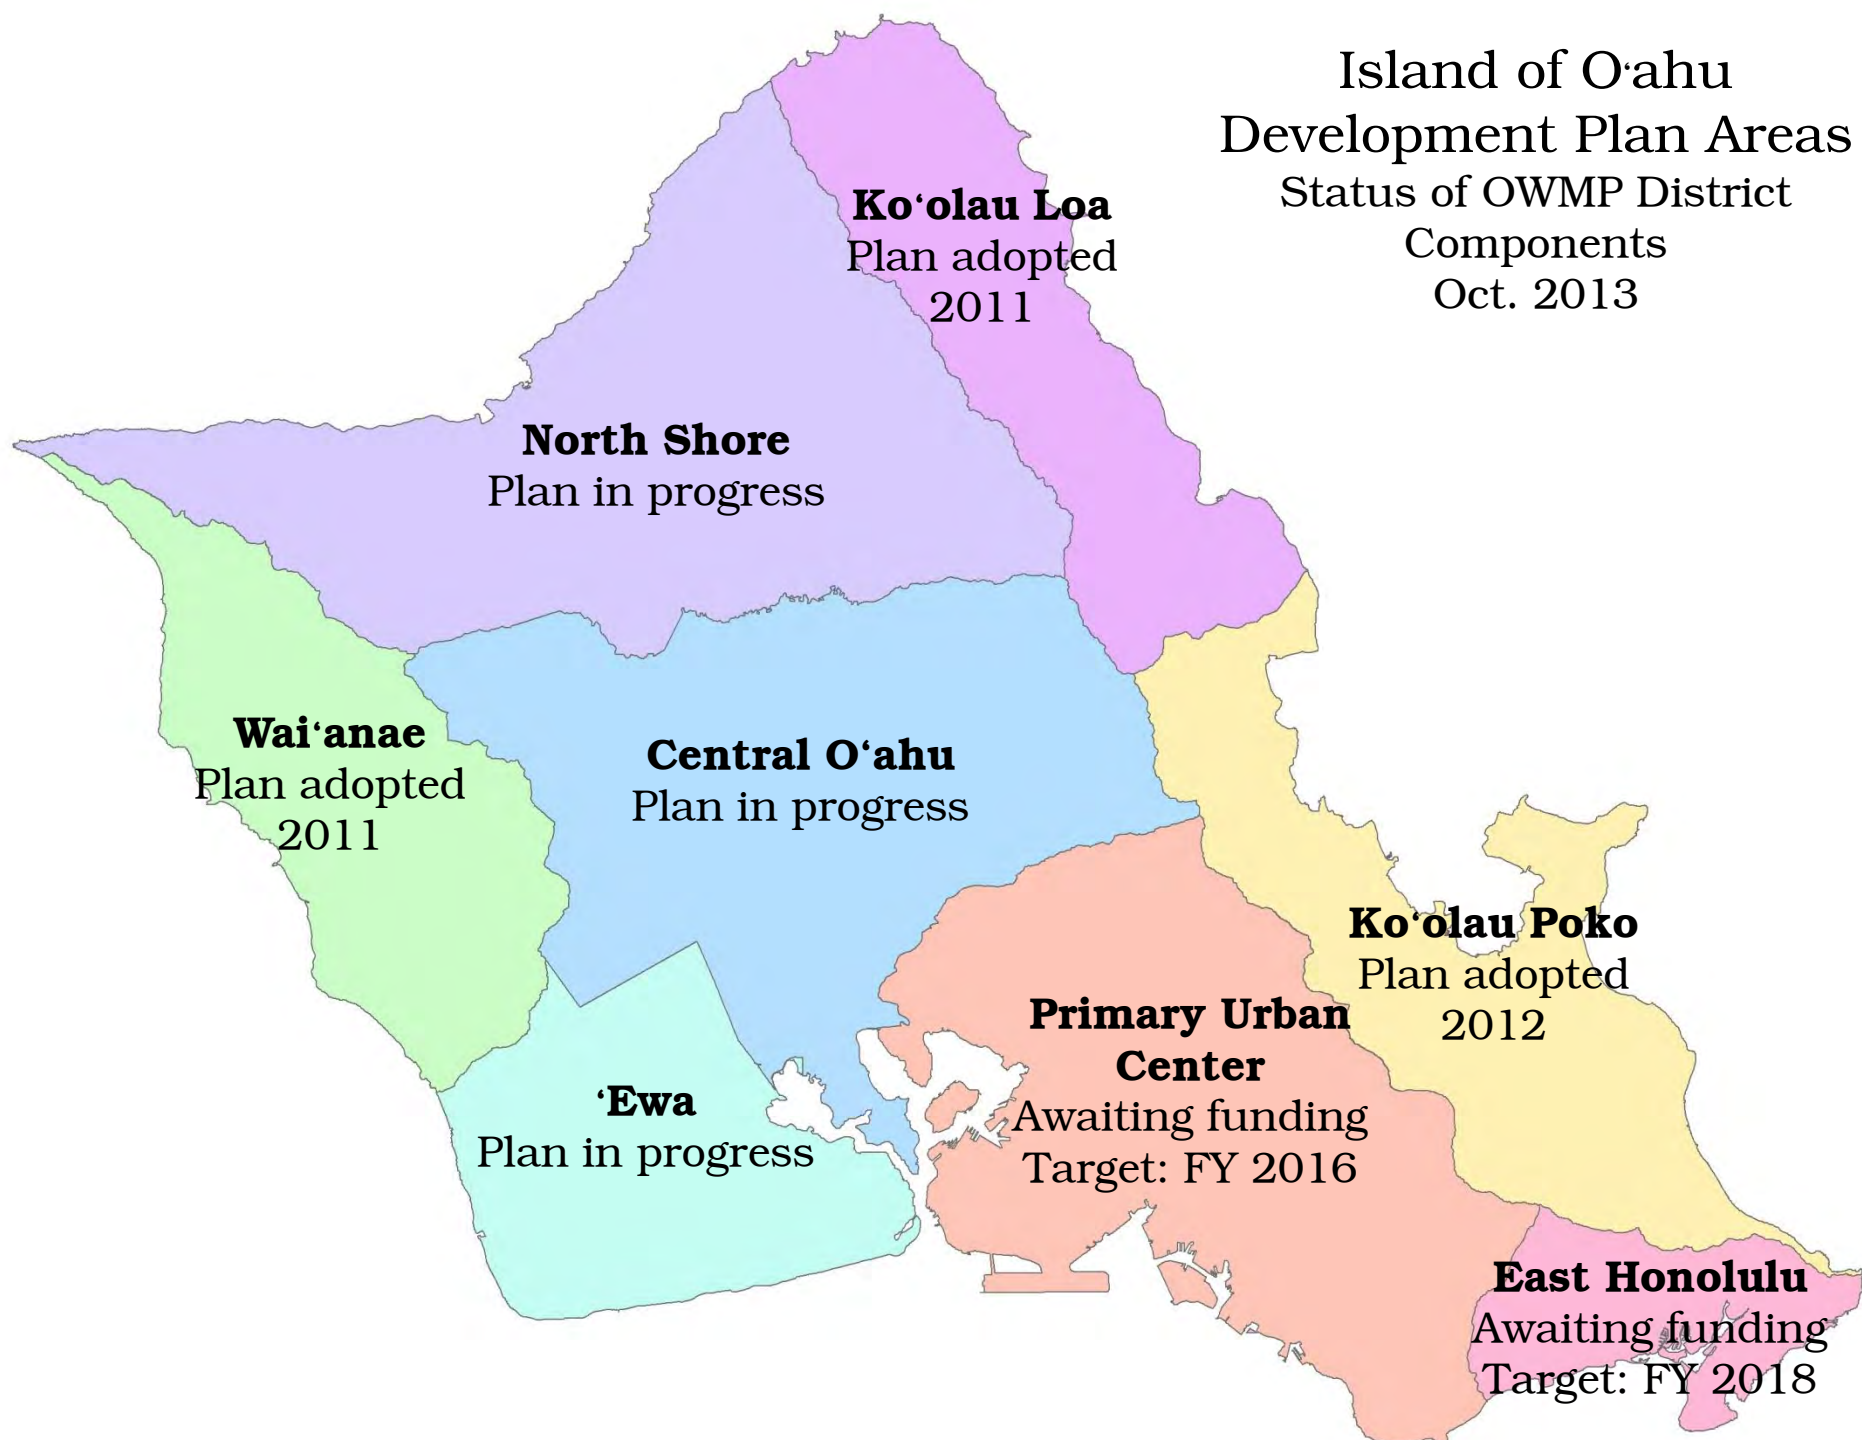 Island of Oʻahu
Development Plan Areas
Status of OWMP District
Components
Oct. 2013
Koʻolau Loa
Plan adopted
2011
North Shore
Plan in progress
Waiʻanae
Plan adopted
2011
Central Oʻahu
Plan in progress
Koʻolau Poko
Plan adopted
2012
Primary Urban
Center
Awaiting funding
Target: FY 2016
ʻEwa
Plan in progress
East Honolulu
Awaiting funding
Target: FY 2018